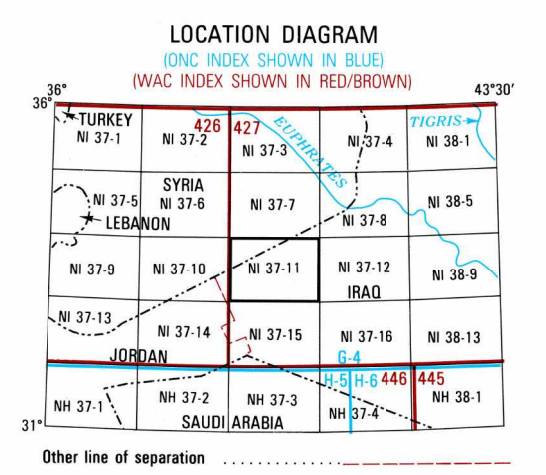 LOCATION DIAGRAM
(ONC INDEX SHOWN IN BLUE)
(WAC INDEX SHOWN IN RED/BROWN)
36° 43°30'
36°
TURKEY 426 427 EUPHRATES TIGRIS
NI 37-1 NI 37-2 NI 37-3 NI 37-4 NI 38-1
SYRIA
NI 37-5 NI 37-6 NI 37-7 NI 37-8 NI 38-5
LEBANON
NI 37-9 NI 37-10 NI 37-11 NI 37-12 NI 38-9
IRAQ
NI 37-13 NI 37-14 NI 37-15 NI 37-16 NI 38-13
JORDAN G-4
H-5 H-6 446 445
NH 37-1 NH 37-2 NH 37-3 NH 37-4 NH 38-1
31° SAUDI ARABIA
Other line of separation